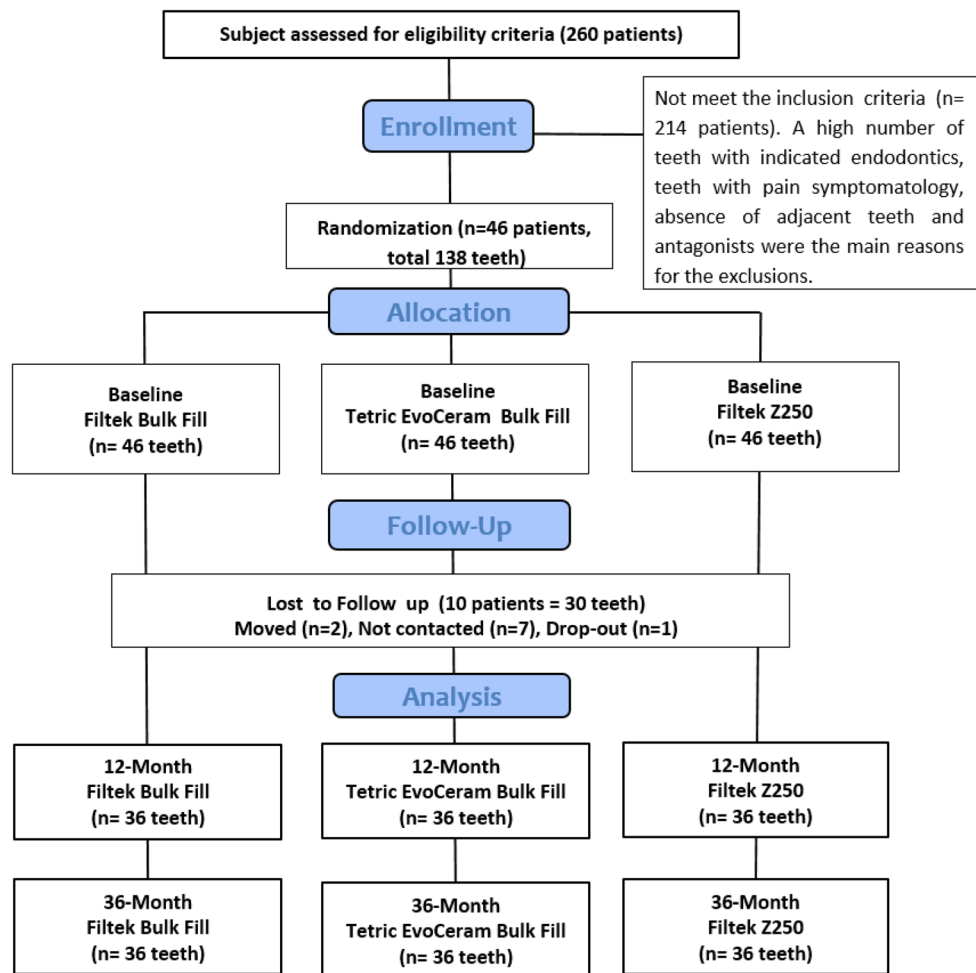 Subject assessed for eligibility criteria (260 patients)
Enrollment
Not meet the inclusion criteria (n=
214 patients). A high number of
teeth with indicated endodontics,
teeth with pain symptomatology,
absence of adjacent teeth and
antagonists were the main reasons
for the exclusions.
Randomization (n=46 patients,
total 138 teeth)
Allocation
Baseline
Filtek Bulk Fill
(n= 46 teeth)
Baseline
Tetric EvoCeram Bulk Fill
(n= 46 teeth)
Baseline
Filtek Z250
(n= 46 teeth)
Follow-Up
Lost to Follow up (10 patients = 30 teeth)
Moved (n=2), Not contacted (n=7), Drop-out (n=1)
Analysis
12-Month
Filtek Bulk Fill
(n= 36 teeth)
12-Month
Tetric EvoCeram Bulk Fill
(n= 36 teeth)
12-Month
Filtek Z250
(n= 36 teeth)
36-Month
Filtek Bulk Fill
(n= 36 teeth)
36-Month
Tetric EvoCeram Bulk Fill
(n= 36 teeth)
36-Month
Filtek Z250
(n= 36 teeth)